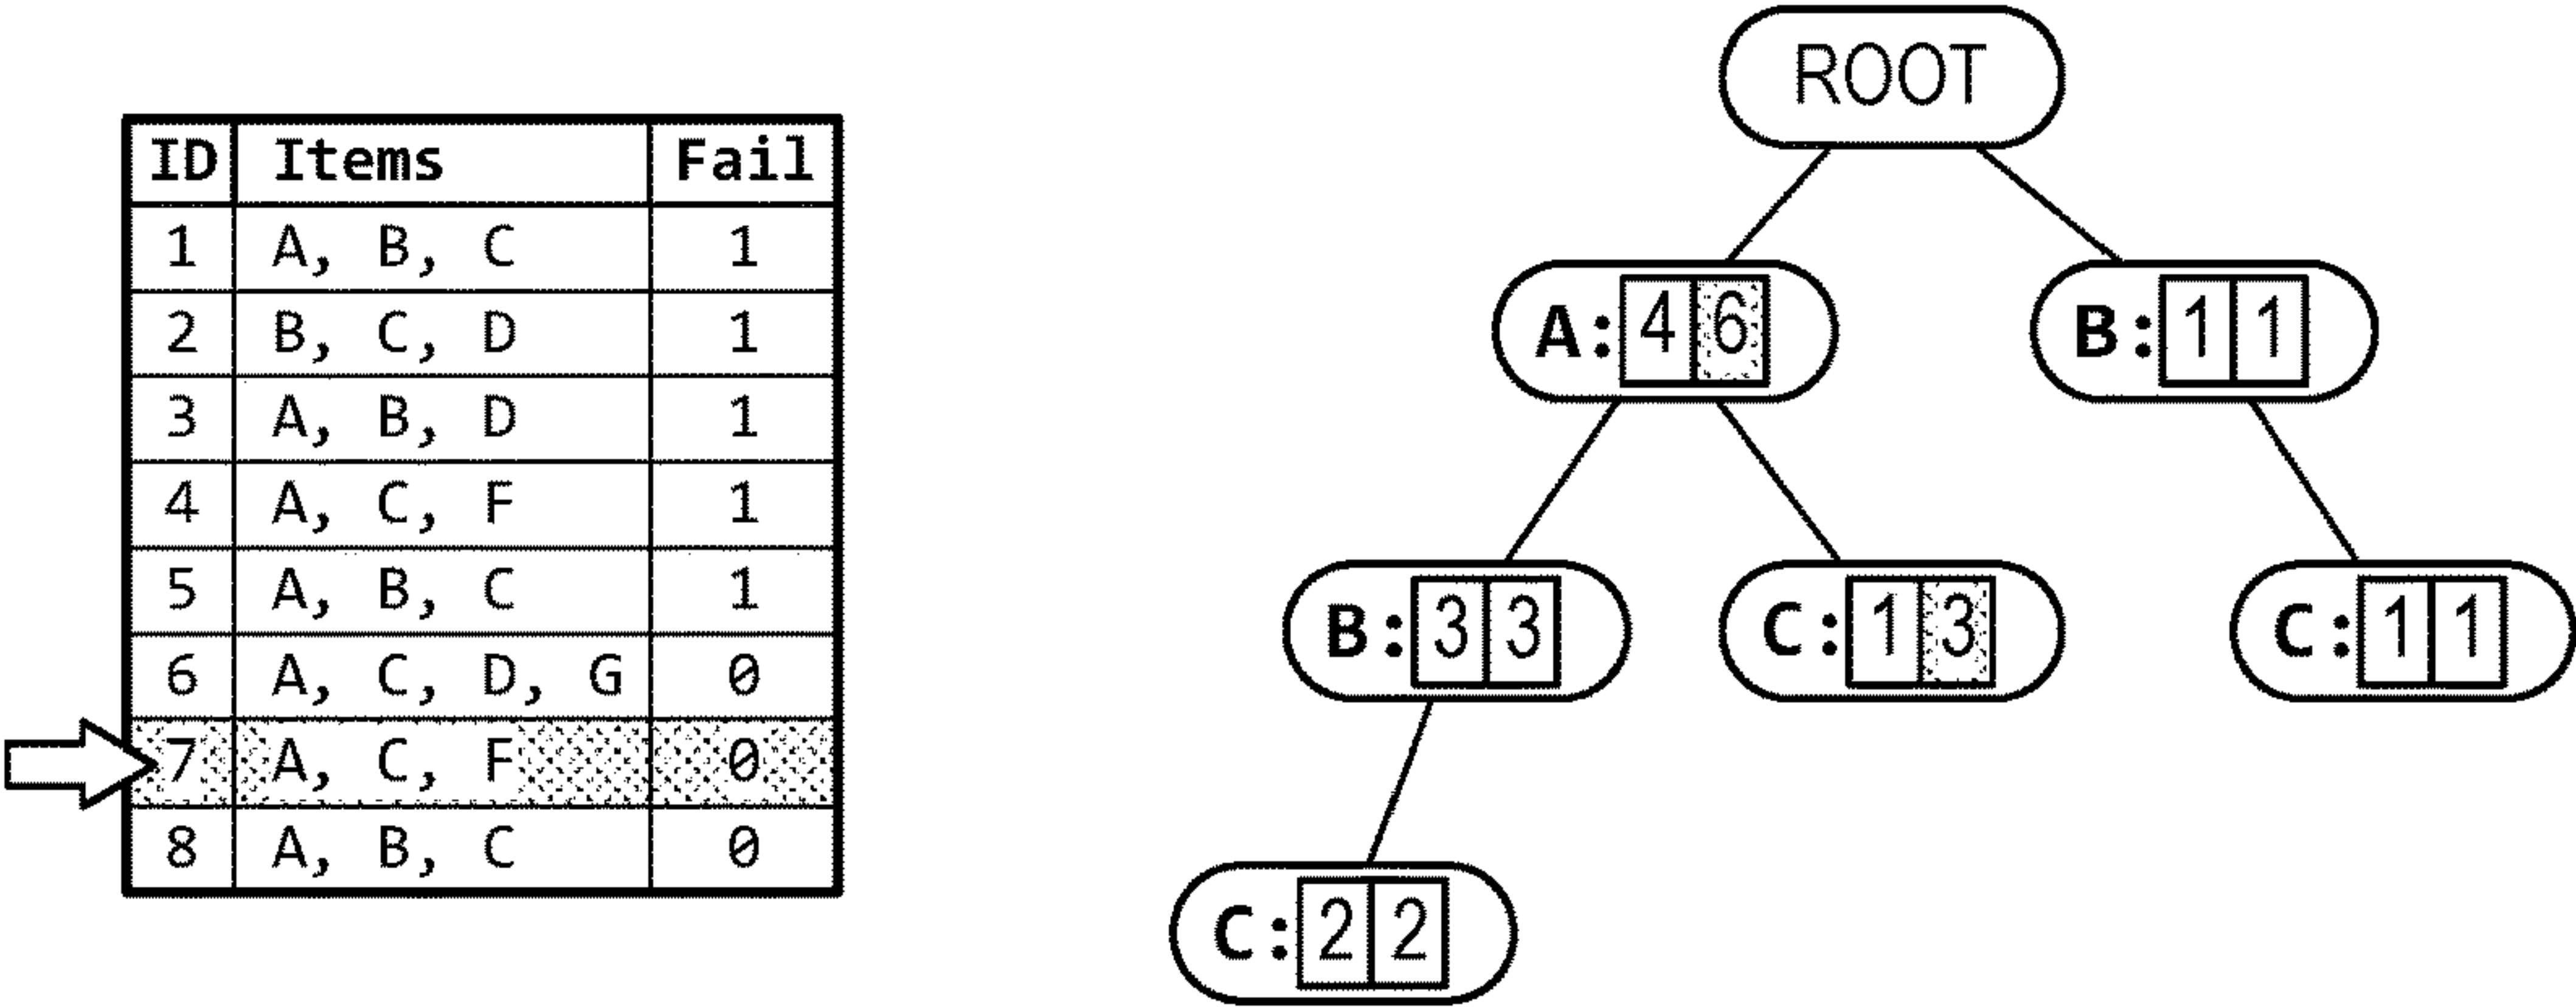 ID Items Fail
1 A, B, C 1
2 B, C, D 1
3 A, B, D 1
4 A, C, F 1
5 A, B, C 1
6 A, C, D, G 0
7 A, C, F 0
8 A, B, C 0
ROOT
A: 4 6
B: 1 1
B: 3 3
C: 1 3
C: 1 1
C: 2 2